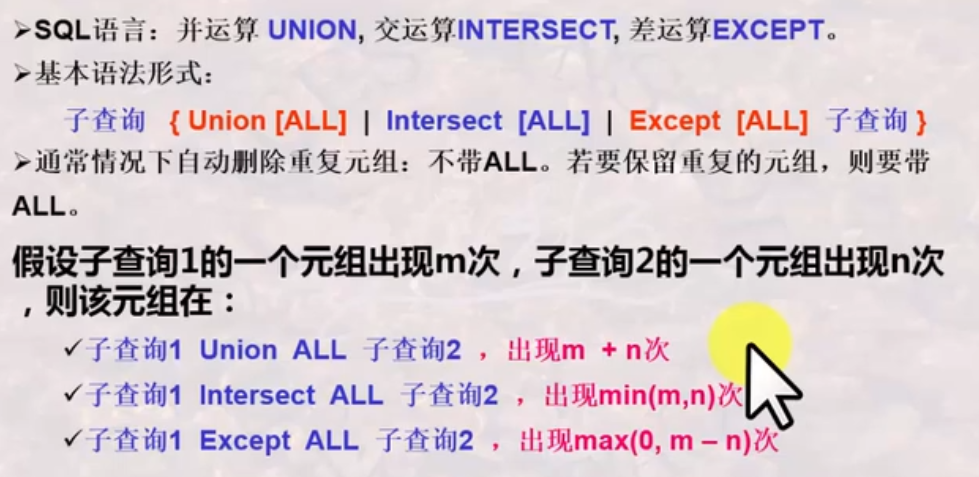 ➢SQL语言：并运算 UNION, 交运算INTERSECT, 差运算EXCEPT。
➢基本语法形式：
子查询 { Union [ALL] | Intersect [ALL] | Except [ALL] 子查询 }
➢通常情况下自动删除重复元组：不带ALL。若要保留重复的元组，则要带
ALL。
假设子查询1的一个元组出现m次，子查询2的一个元组出现n次
，则该元组在：
✓子查询1 Union ALL 子查询2 ，出现m + n次
✓子查询1 Intersect ALL 子查询2 ，出现min(m,n)次
✓子查询1 Except ALL 子查询2 ，出现max(0, m – n)次